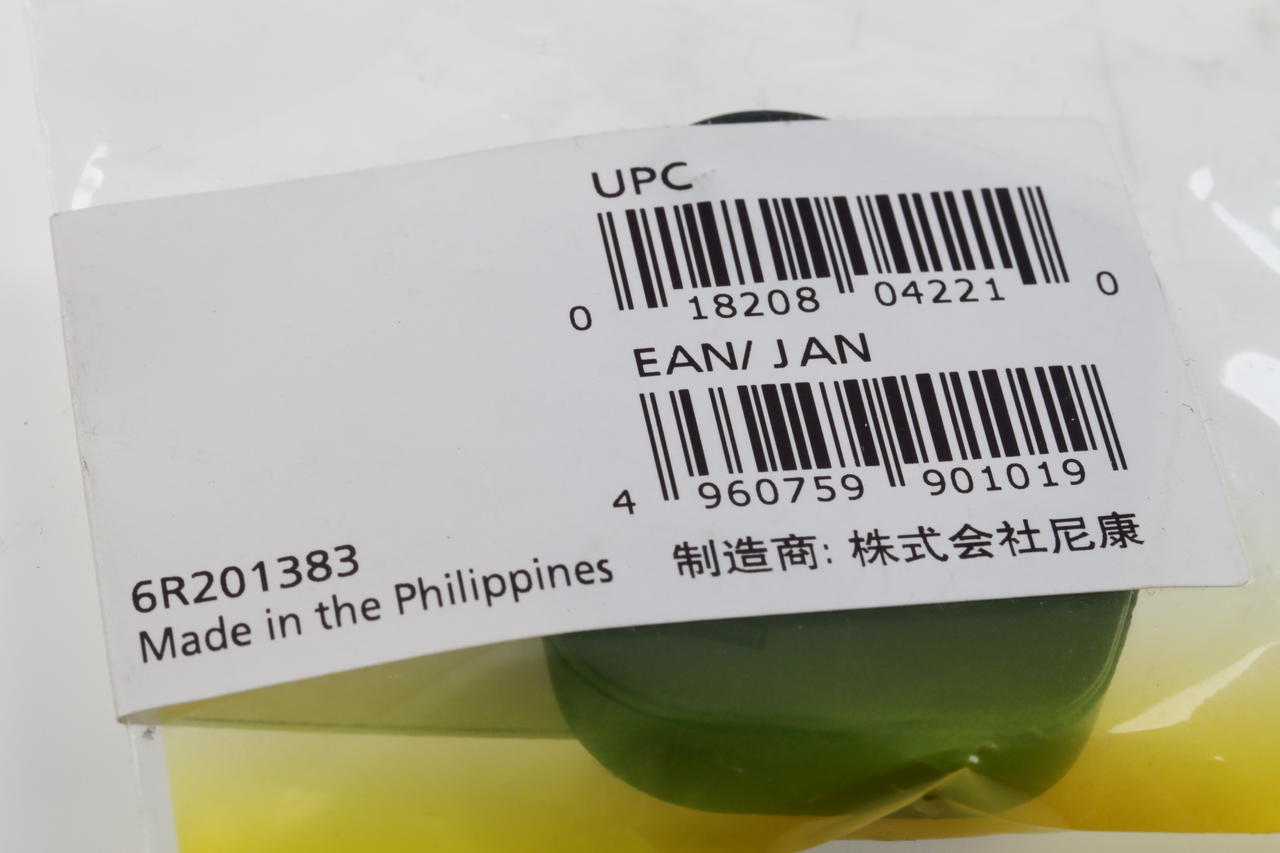 UPC
0 18208 04221 0
EAN/ JAN
4 960759 901019
制造商: 株式会社尼康
6R201383
Made in the Philippines